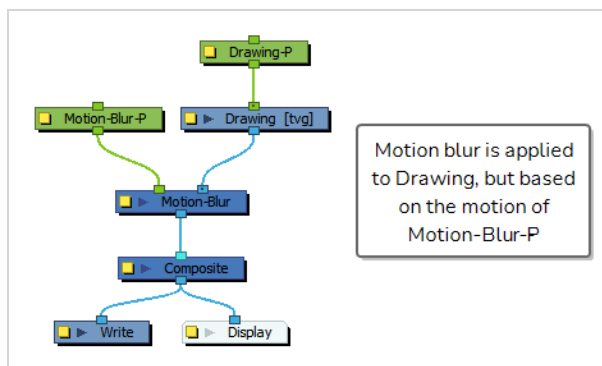 Drawing-P
Motion-Blur-P
Drawing [tvg]
Motion blur is applied
to Drawing, but based
on the motion of
Motion-Blur-P
Motion-Blur
Composite
Write
Display